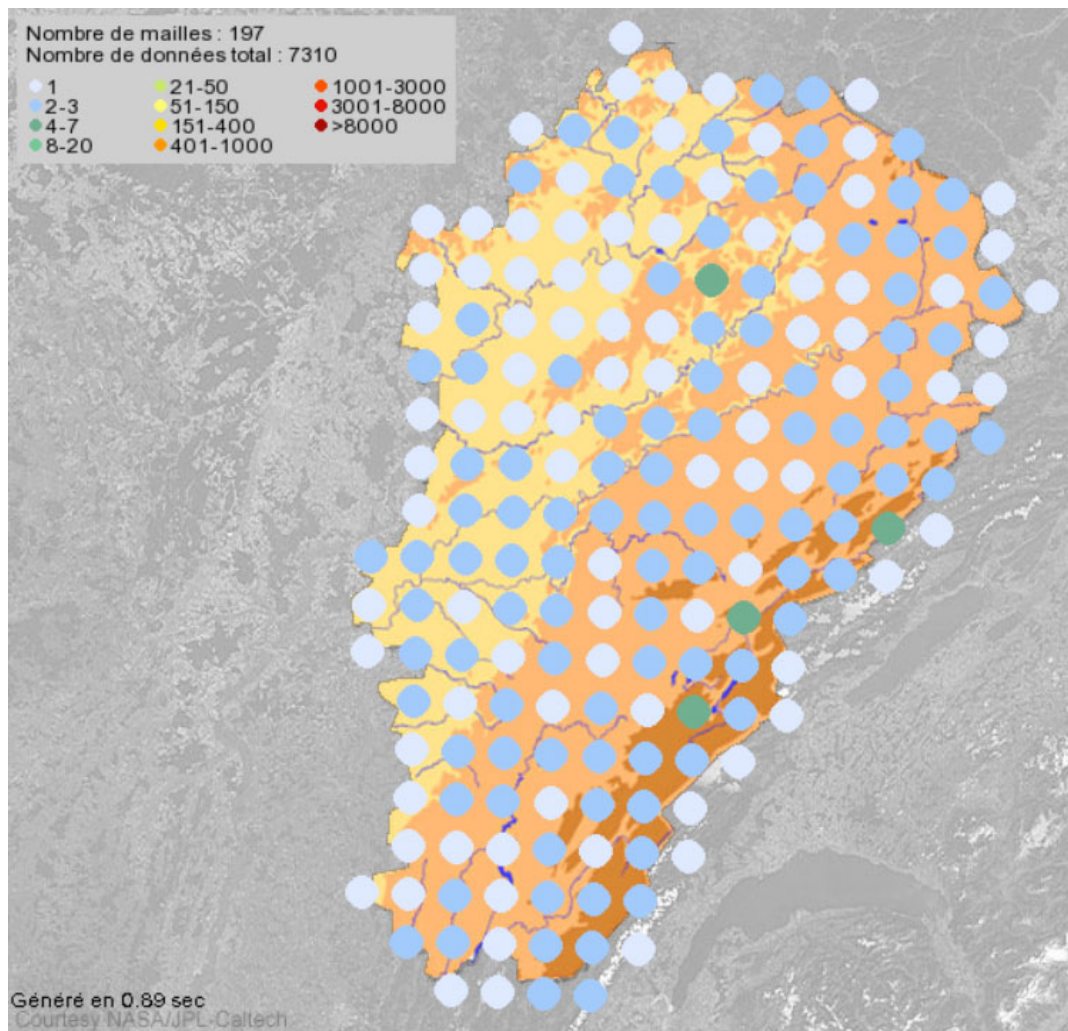 Nombre de mailles : 197
Nombre de données total : 7310
1 21-50 1001-3000
2-3 51-150 3001-8000
4-7 151-400 >8000
8-20 401-1000
Généré en 0.89 sec
Courtesy NASA/JPL-Caltech